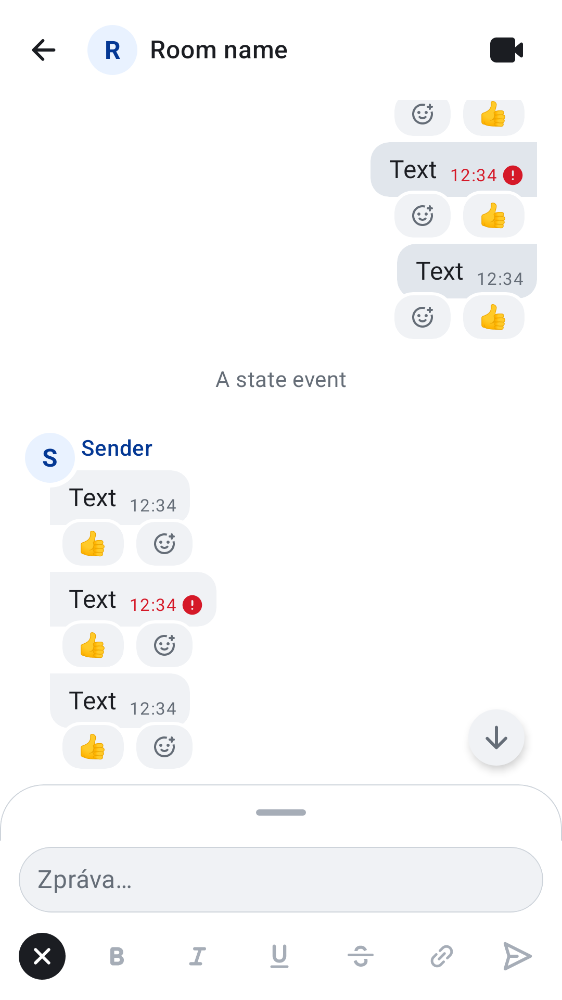 R Room name
Text 12:34
Text 12:34
A state event
S Sender
Text 12:34
Text 12:34
Text 12:34
Zpráva…
B I U S